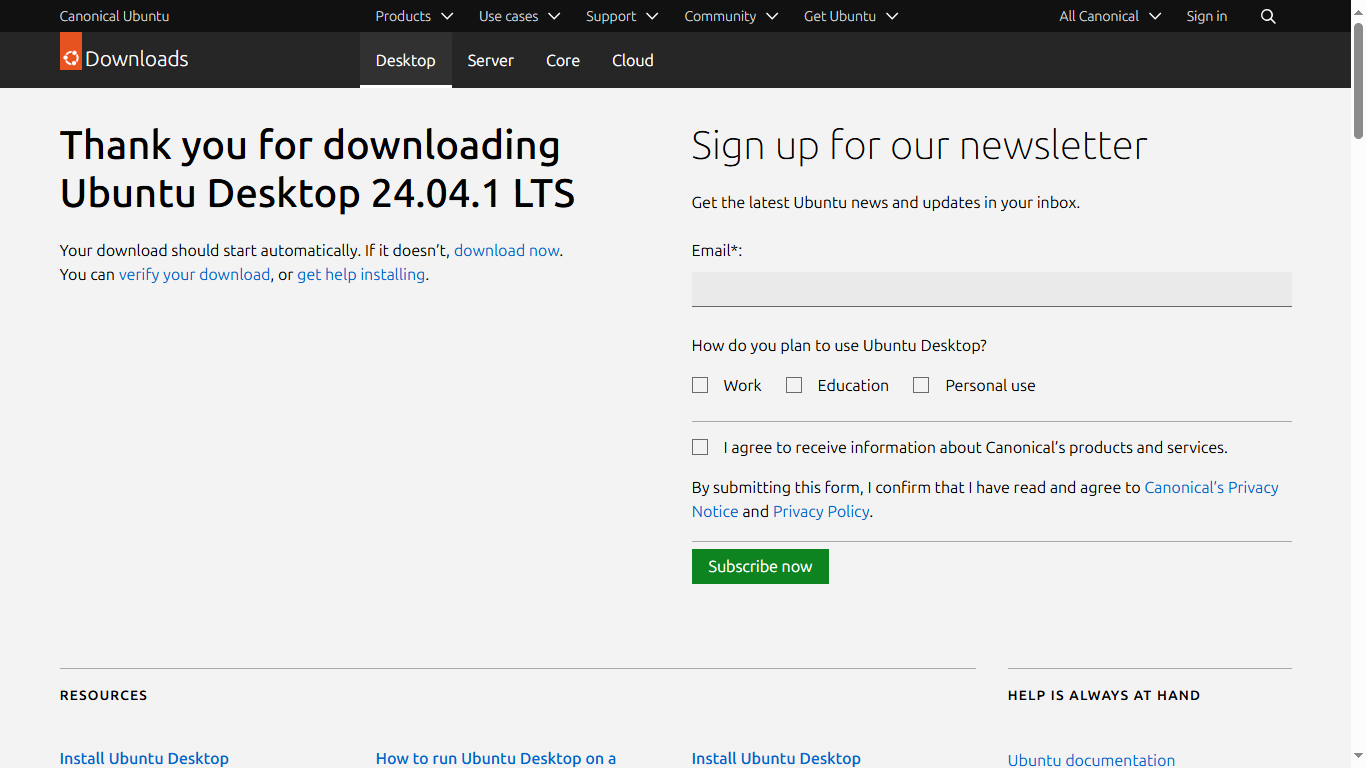 Canonical Ubuntu
Products
Use cases
Support
Community
Get Ubuntu
All Canonical
Sign in
Downloads
Desktop
Server
Core
Cloud
Thank you for downloading
Ubuntu Desktop 24.04.1 LTS
Your download should start automatically. If it doesn’t, download now.
You can verify your download, or get help installing.
Sign up for our newsletter
Get the latest Ubuntu news and updates in your inbox.
Email*:
How do you plan to use Ubuntu Desktop?
Work
Education
Personal use
I agree to receive information about Canonical’s products and services.
By submitting this form, I confirm that I have read and agree to Canonical’s Privacy
Notice and Privacy Policy.
Subscribe now
RESOURCES
Install Ubuntu Desktop
How to run Ubuntu Desktop on a
Install Ubuntu Desktop
HELP IS ALWAYS AT HAND
Ubuntu documentation